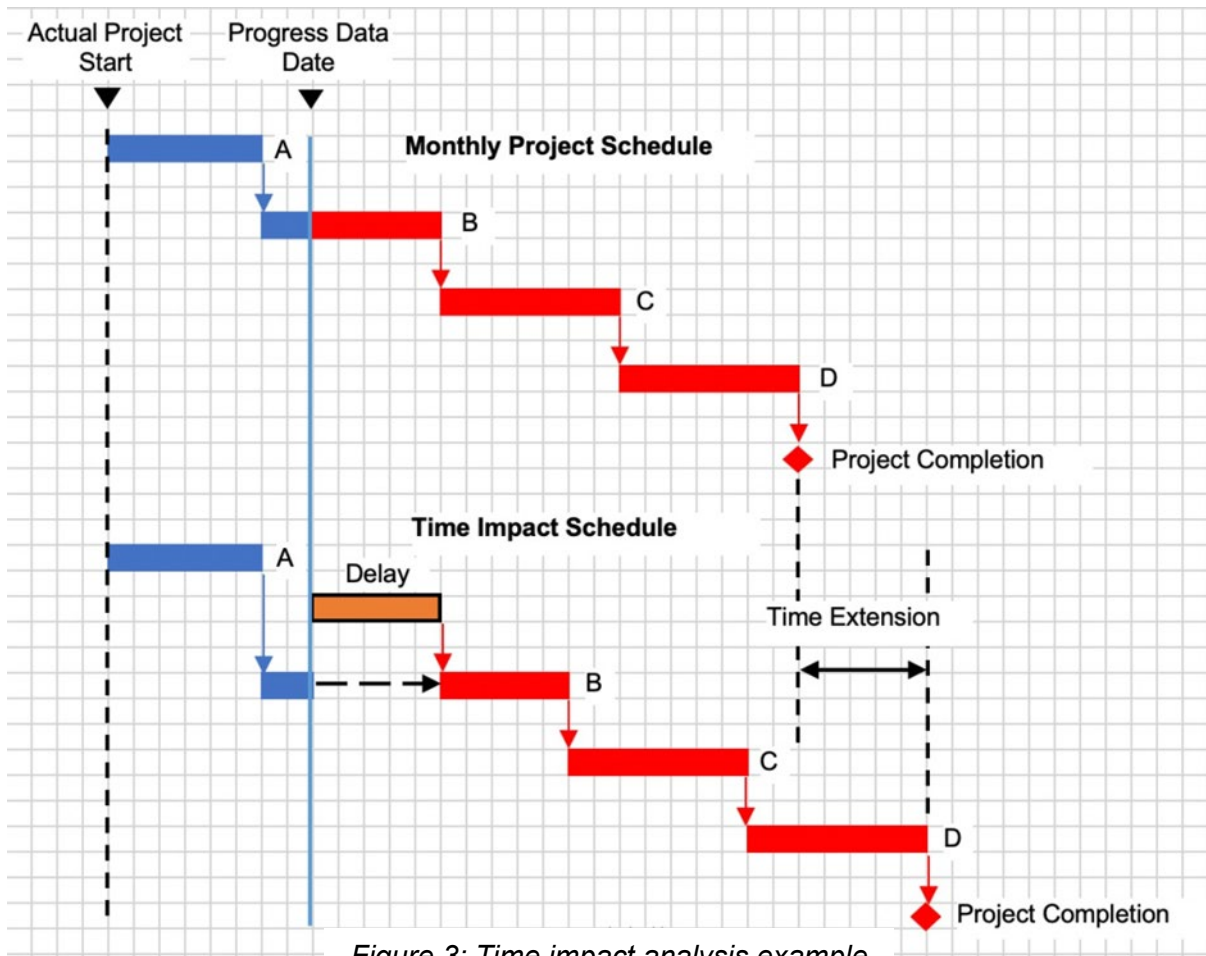 Actual Project
Start
Progress Data
Date
A
Monthly Project Schedule
B
C
D
Project Completion
Time Impact Schedule
A
Delay
Time Extension
B
C
D
Project Completion
Figure 3: Time impact analysis example